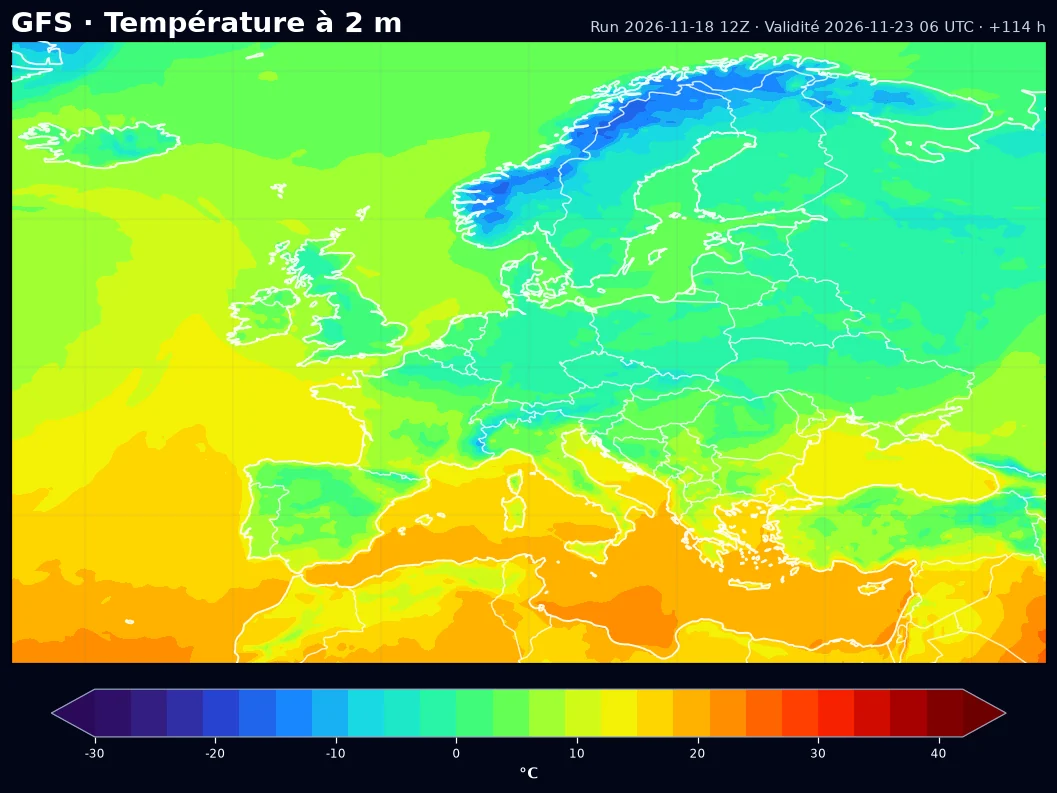 GFS · Température à 2 m
Run 2026-11-18 12Z · Validité 2026-11-23 06 UTC · +114 h
-30 -20 -10 0 10 20 30 40
°C